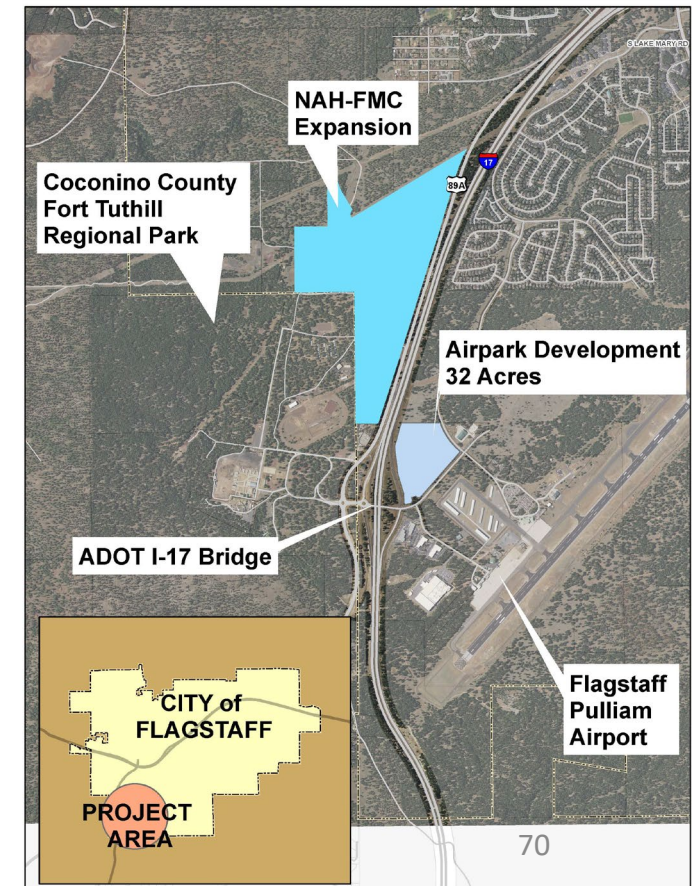 S LAKE MARY RD
NAH-FMC
Expansion
17
89A
Coconino County
Fort Tuthill
Regional Park
Airpark Development
32 Acres
ADOT I-17 Bridge
Flagstaff
Pulliam
Airport
CITY of
FLAGSTAFF
PROJECT
AREA
70